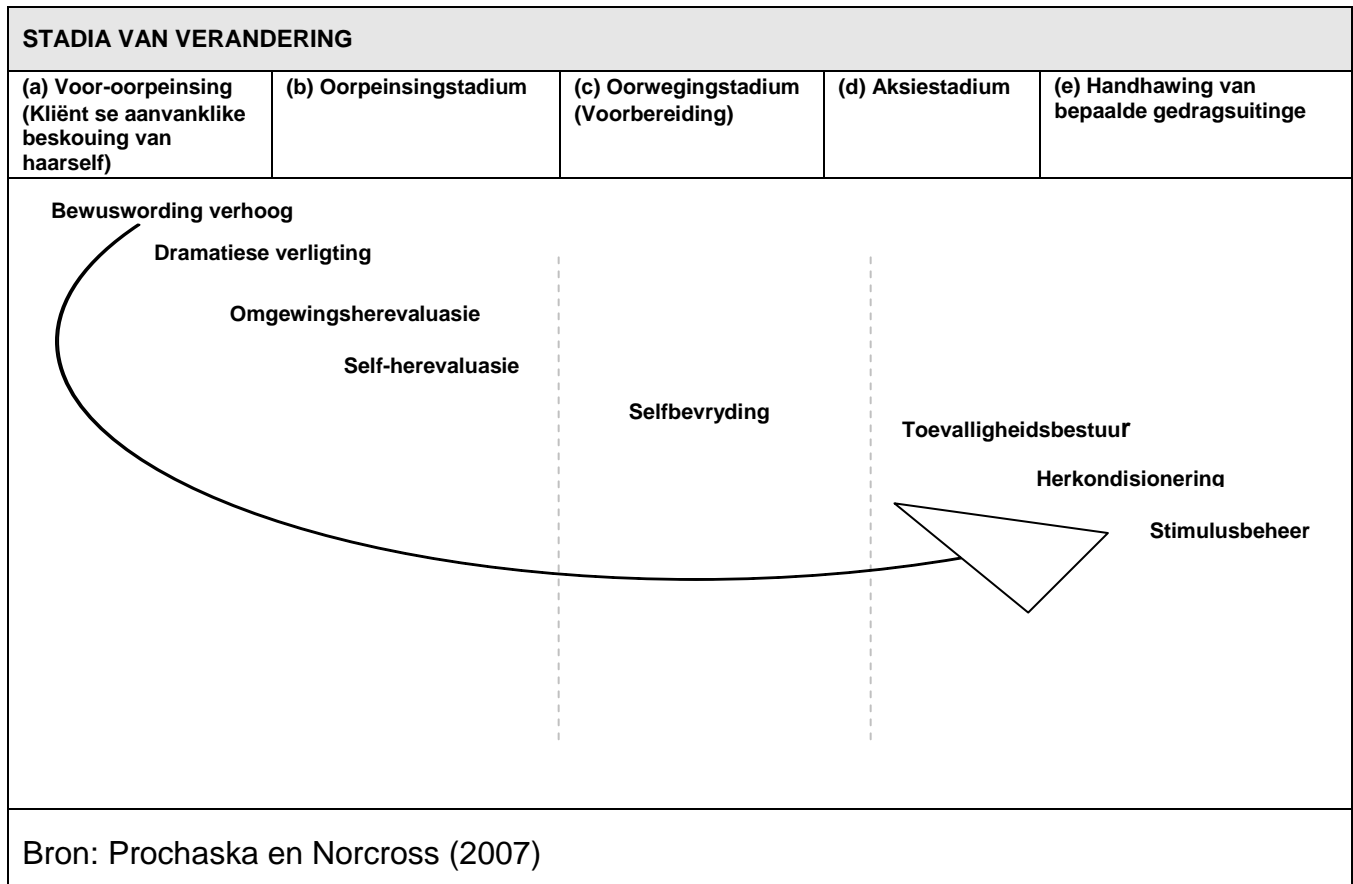 STADIA VAN VERANDERING
(a) Voor-oorpeinsing
(Kliënt se aanvanklike
beskouing van
haarself)
(b) Oorpeinsingstadium
(c) Oorwegingstadium
(Voorbereiding)
(d) Aksiestadium
(e) Handhawing van
bepaalde gedragsuitinge
Bewuswording verhoog
Dramatiese verligting
Omgewingsherevaluasie
Self-herevaluasie
Selfbevryding
Toevalligheidsbestuur
Herkondisionering
Stimulusbeheer
Bron: Prochaska en Norcross (2007)